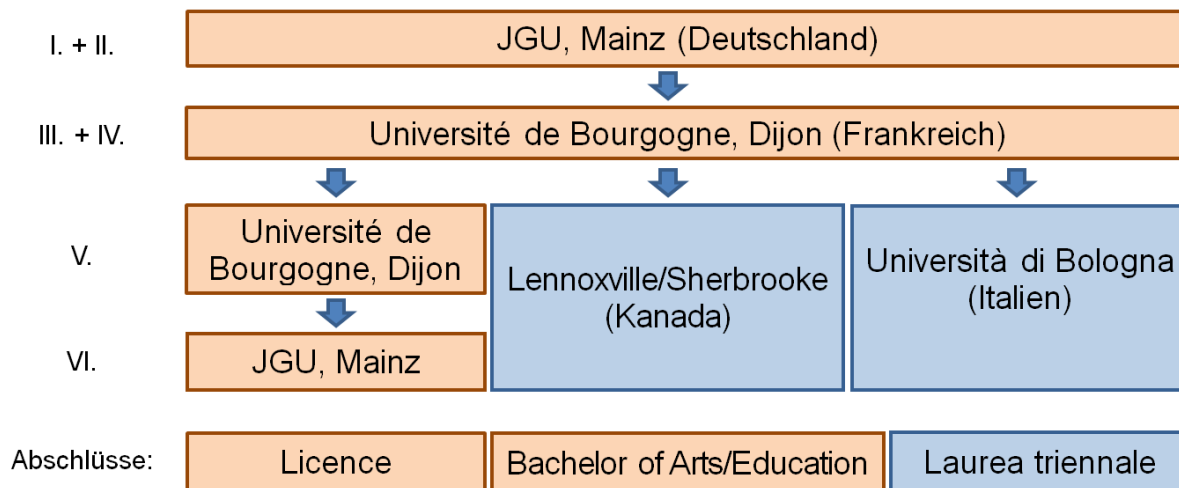 I. + II.
JGU, Mainz (Deutschland)
III. + IV.
Université de Bourgogne, Dijon (Frankreich)
V.
Université de
Bourgogne, Dijon
Lennoxville/Sherbrooke
(Kanada)
Università di Bologna
(Italien)
VI.
JGU, Mainz
Abschlüsse:
Licence
Bachelor of Arts/Education
Laurea triennale